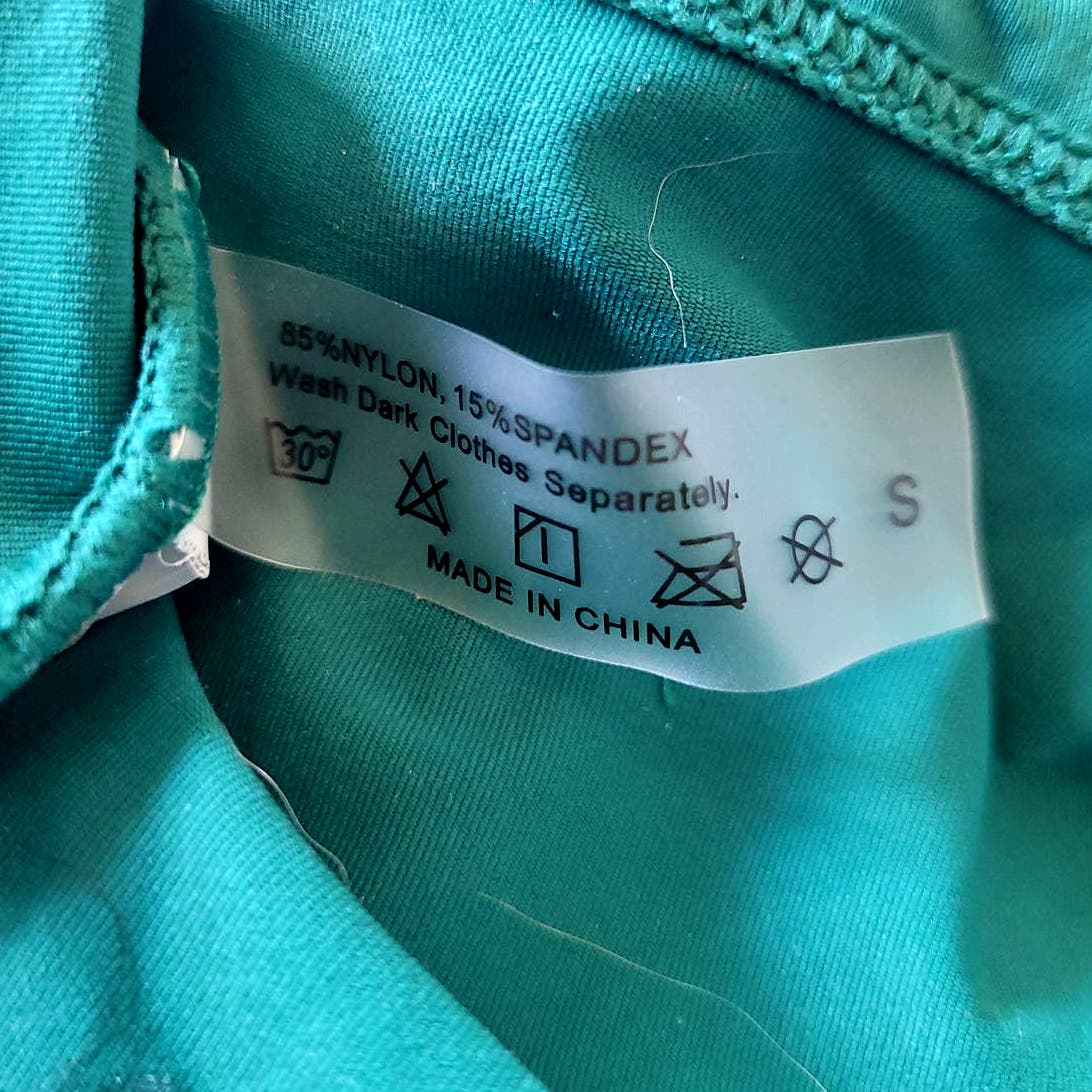 85%NYLON, 15%SPANDEX
Wash Dark Clothes Separately.
30°
MADE IN CHINA
S